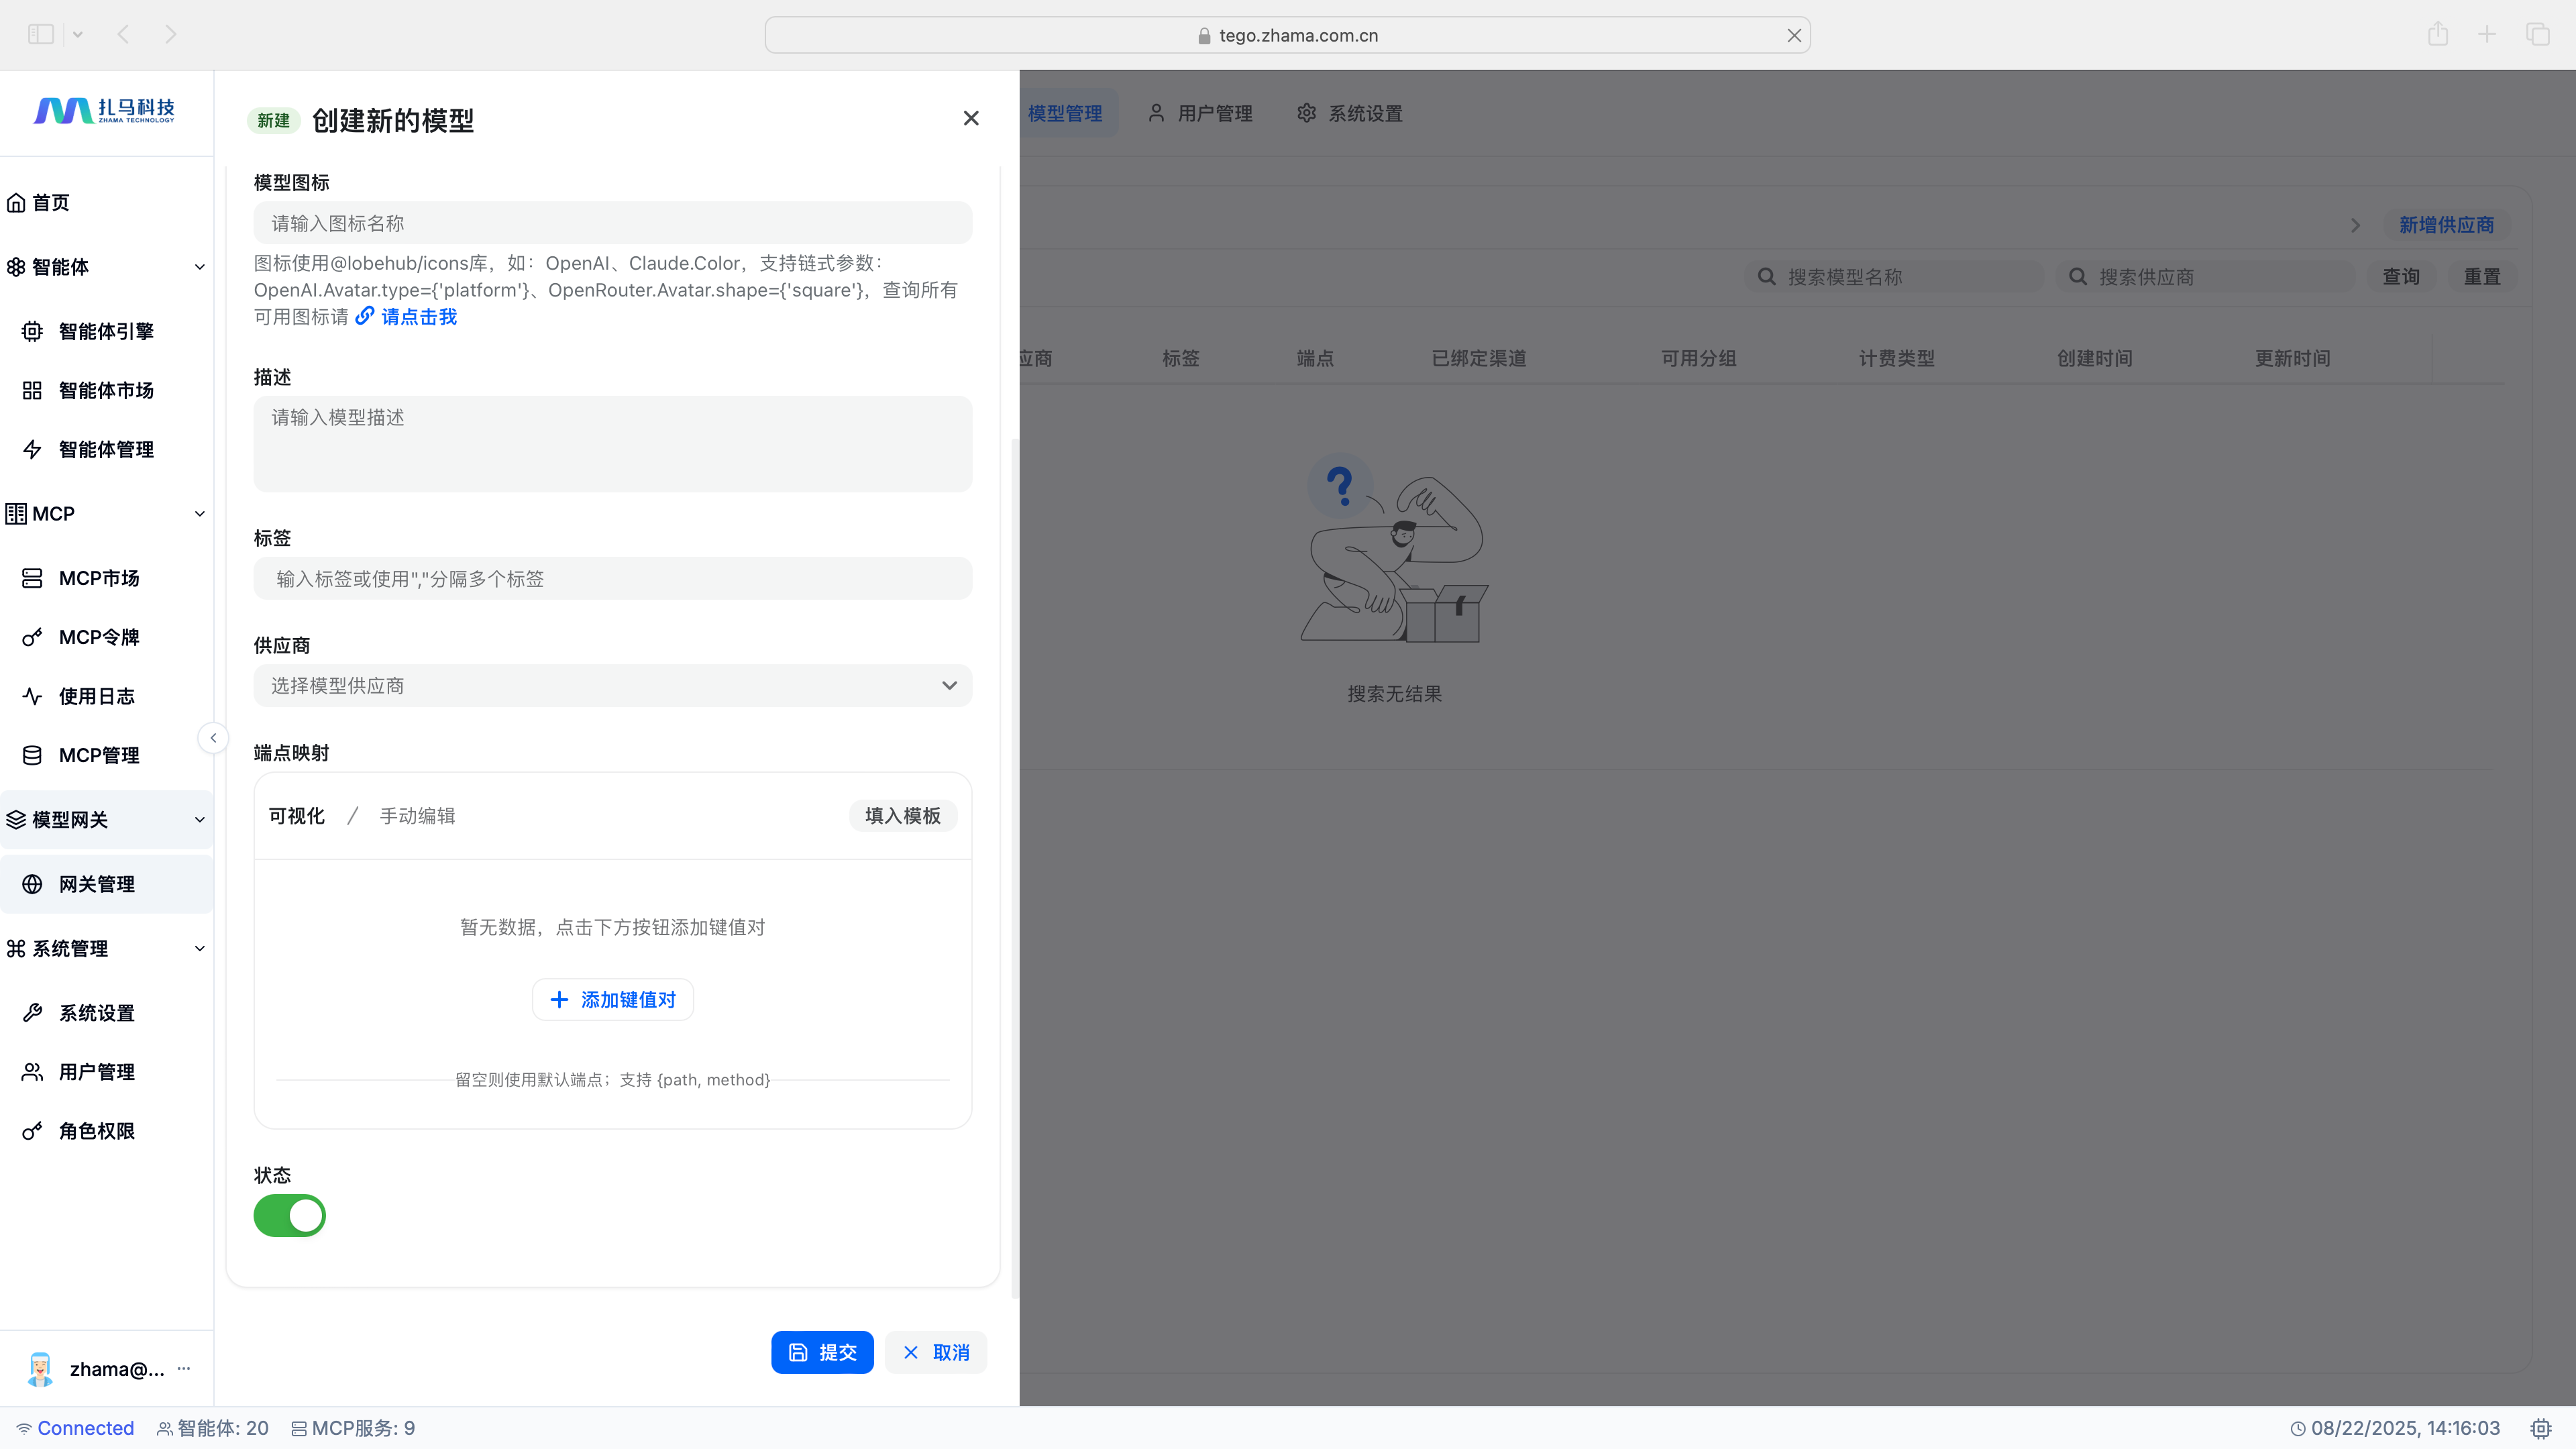 tego.zhama.com.cn
扎马科技
ZHAMA TECHNOLOGY
首页
智能体
智能体引擎
智能体市场
智能体管理
MCP
MCP市场
MCP令牌
使用日志
MCP管理
模型网关
网关管理
系统管理
系统设置
用户管理
角色权限
zhama@... ...
新建 创建新的模型
模型图标
请输入图标名称
图标使用@lobehub/icons库，如：OpenAI、Claude.Color，支持链式参数：
OpenAI.Avatar.type={'platform'}、OpenRouter.Avatar.shape={'square'}，查询所有
可用图标请 请点击我
描述
请输入模型描述
标签
输入标签或使用","分隔多个标签
供应商
选择模型供应商
端点映射
可视化 / 手动编辑 填入模板
暂无数据，点击下方按钮添加键值对
添加键值对
留空则使用默认端点；支持 {path, method}
状态
提交 取消
模型管理 用户管理 系统设置
新增供应商
搜索模型名称 搜索供应商 查询 重置
应商 标签 端点 已绑定渠道 可用分组 计费类型 创建时间 更新时间
?
搜索无结果
Connected 智能体: 20 MCP服务: 9 08/22/2025, 14:16:03